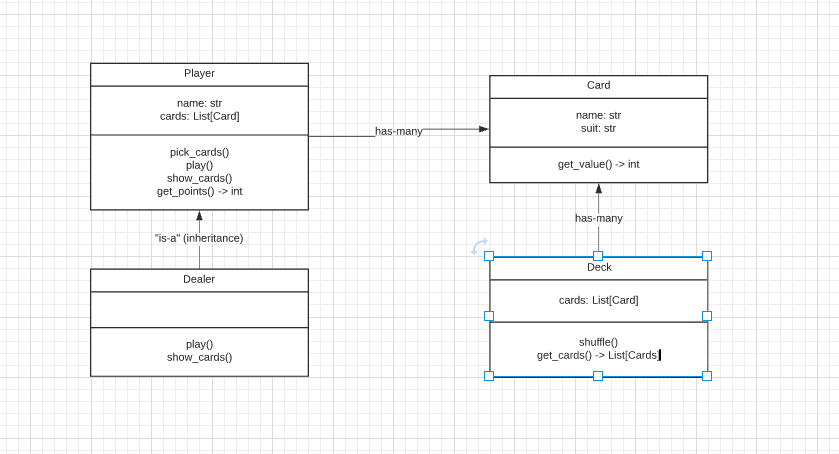 Player
name: str
cards: List[Card]
pick_cards()
play()
show_cards()
get_points() -> int
has-many
Card
name: str
suit: str
get_value() -> int
"is-a" (inheritance)
has-many
Dealer
play()
show_cards()
Deck
cards: List[Card]
shuffle()
get_cards() -> List[Cards]